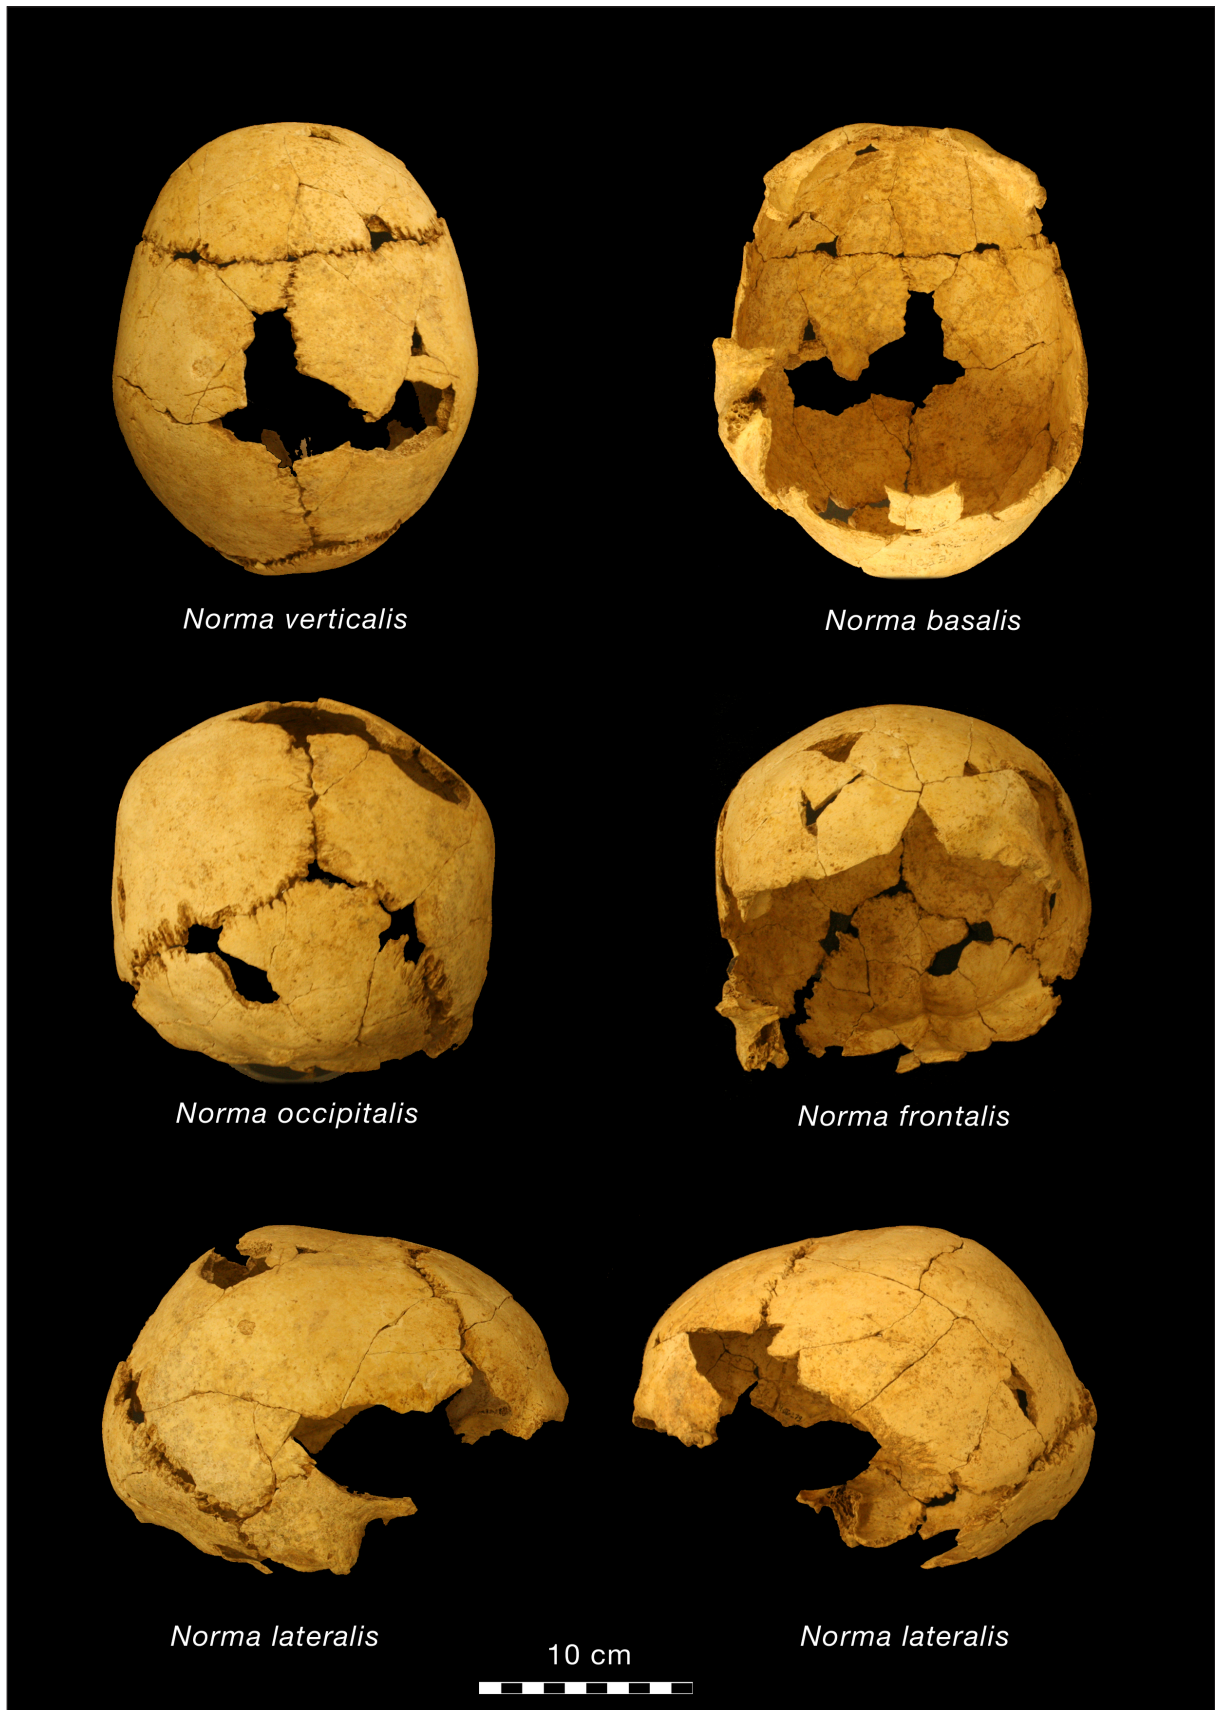 Norma verticalis
Norma basalis
Norma occipitalis
Norma frontalis
Norma lateralis
Norma lateralis
10 cm